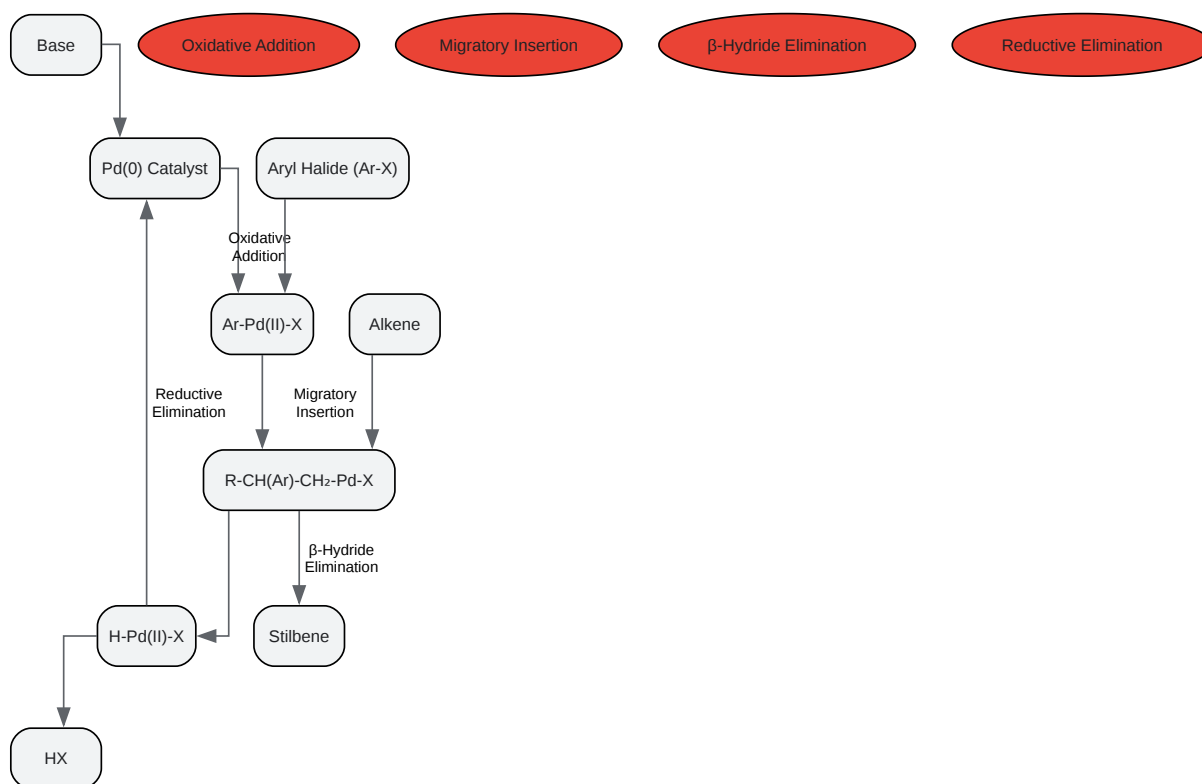 Base
Oxidative Addition
Migratory Insertion
β-Hydride Elimination
Reductive Elimination
Pd(0) Catalyst
Aryl Halide (Ar-X)
Oxidative
Addition
Ar-Pd(II)-X
Alkene
Reductive
Elimination
Migratory
Insertion
R-CH(Ar)-CH₂-Pd-X
β-Hydride
Elimination
H-Pd(II)-X
Stilbene
HX